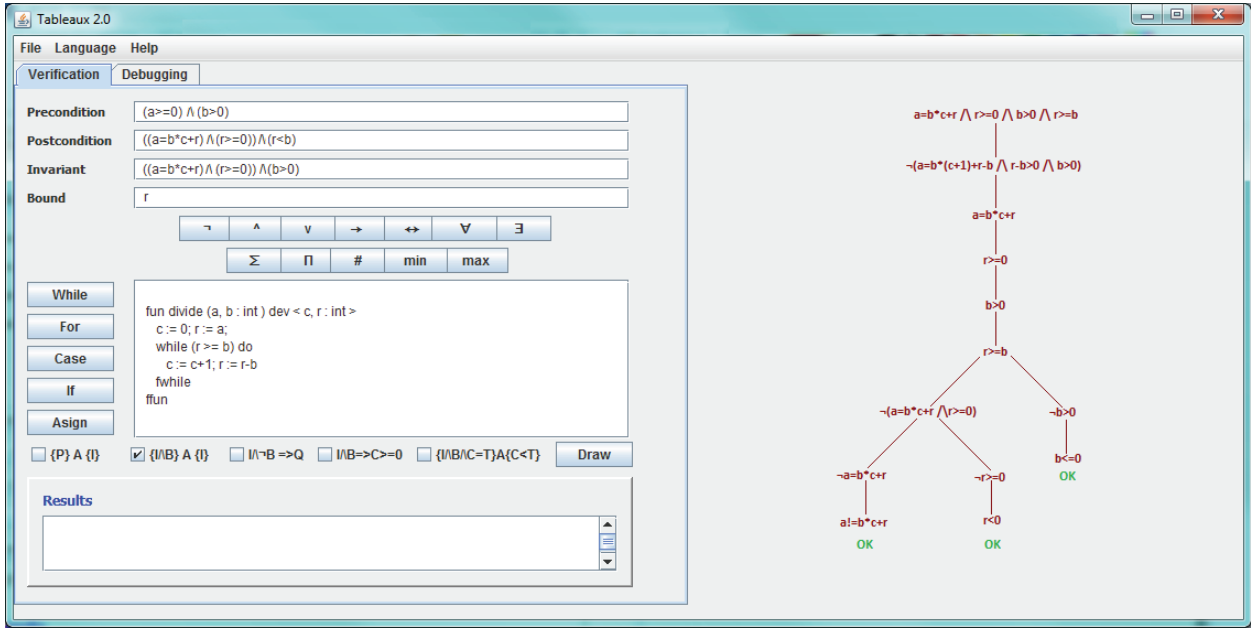 Tableaux 2.0
File Language Help
Verification Debugging
Precondition (a>=0) /\ (b>0)
Postcondition ((a=b*c+r) /\ (r>=0)) /\ (r<b)
Invariant ((a=b*c+r) /\ (r>=0)) /\ (b>0)
Bound r
¬ ^ v → ↔ ∀ ∃
Σ Π # min max
While
For
Case
If
Asign
fun divide (a, b : int ) dev < c, r : int >
c := 0; r := a;
while (r >= b) do
c := c+1; r := r-b
fwhile
ffun
{P} A {I} {I/\B} A {I} I/\¬B =>Q I/\B=>C>=0 {I/\B/\C=T}A{C<T} Draw
Results
a=b*c+r /\ r>=0 /\ b>0 /\ r>=b
¬(a=b*(c+1)+r-b /\ r-b>0 /\ b>0)
a=b*c+r
r>=0
b>0
r>=b
¬(a=b*c+r /\r>=0) ¬b>0
¬a=b*c+r ¬r>=0 b<=0
OK
a!=b*c+r r<0
OK OK